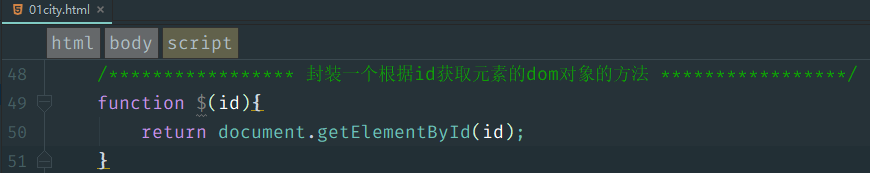 01city.html ×
html body script
48 /***************** 封装一个根据id获取元素的dom对象的方法 *****************/
49 function $(id){
50 return document.getElementById(id);
51 }